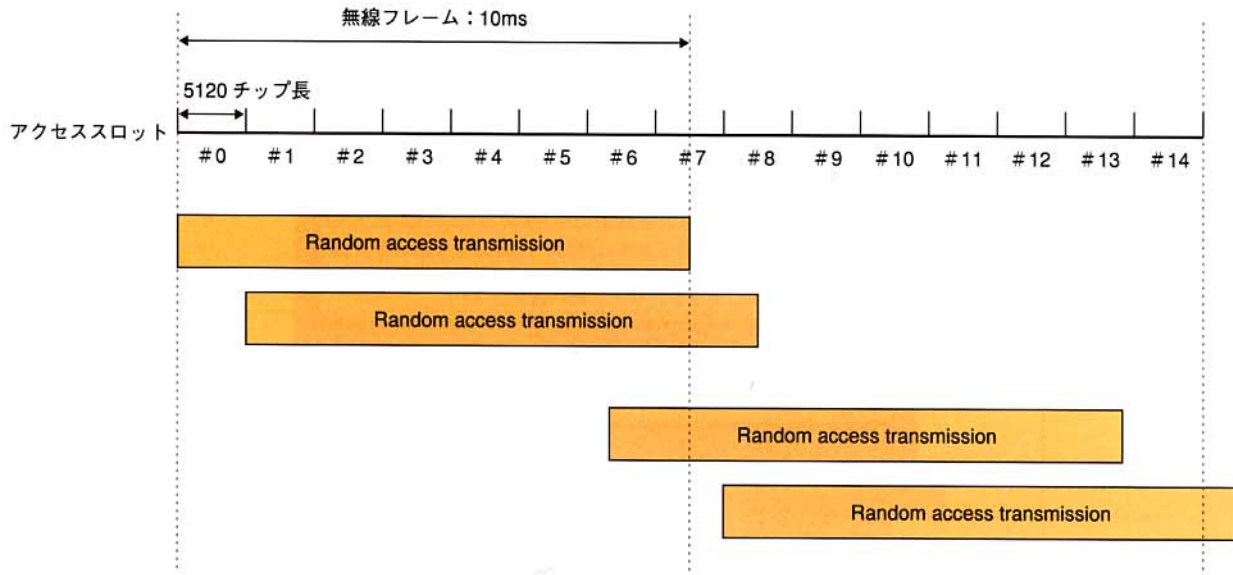 無線フレーム：10ms
5120 チップ長
アクセススロット
#0 #1 #2 #3 #4 #5 #6 #7 #8 #9 #10 #11 #12 #13 #14
Random access transmission
Random access transmission
Random access transmission
Random access transmission